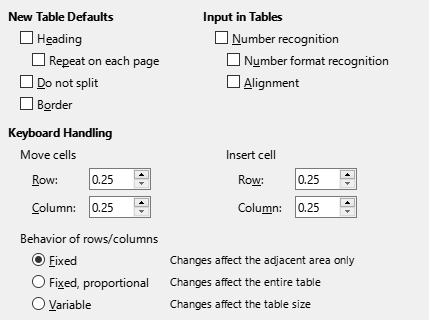 New Table Defaults
Input in Tables
Heading
Number recognition
Repeat on each page
Number format recognition
Do not split
Alignment
Border
Keyboard Handling
Move cells
Insert cell
Row: 0.25
Row: 0.25
Column: 0.25
Column: 0.25
Behavior of rows/columns
Fixed
Changes affect the adjacent area only
Fixed, proportional
Changes affect the entire table
Variable
Changes affect the table size